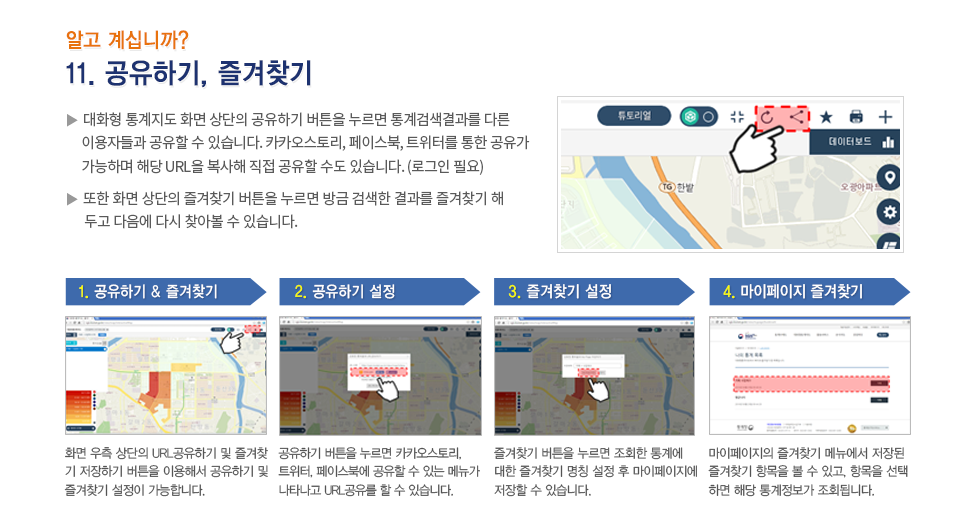 알고 계십니까?
11. 공유하기, 즐겨찾기
▶ 대화형 통계지도 화면 상단의 공유하기 버튼을 누르면 통계검색결과를 다른
이용자들과 공유할 수 있습니다. 카카오스토리, 페이스북, 트위터를 통한 공유가
가능하며 해당 URL을 복사해 직접 공유할 수도 있습니다. (로그인 필요)
▶ 또한 화면 상단의 즐겨찾기 버튼을 누르면 방금 검색한 결과를 즐겨찾기 해
두고 다음에 다시 찾아볼 수 있습니다.
튜토리얼
데이터보드
TG 한밭
오광아파트
1. 공유하기 & 즐겨찾기
2. 공유하기 설정
3. 즐겨찾기 설정
4. 마이페이지 즐겨찾기
나의 통계 목록
화면 우측 상단의 URL공유하기 및 즐겨찾
기 저장하기 버튼을 이용해서 공유하기 및
즐겨찾기 설정이 가능합니다.
공유하기 버튼을 누르면 카카오스토리,
트위터, 페이스북에 공유할 수 있는 메뉴가
나타나고 URL공유를 할 수 있습니다.
즐겨찾기 버튼을 누르면 조회한 통계에
대한 즐겨찾기 명칭 설정 후 마이페이지에
저장할 수 있습니다.
마이페이지의 즐겨찾기 메뉴에서 저장된
즐겨찾기 항목을 볼 수 있고, 항목을 선택
하면 해당 통계정보가 조회됩니다.